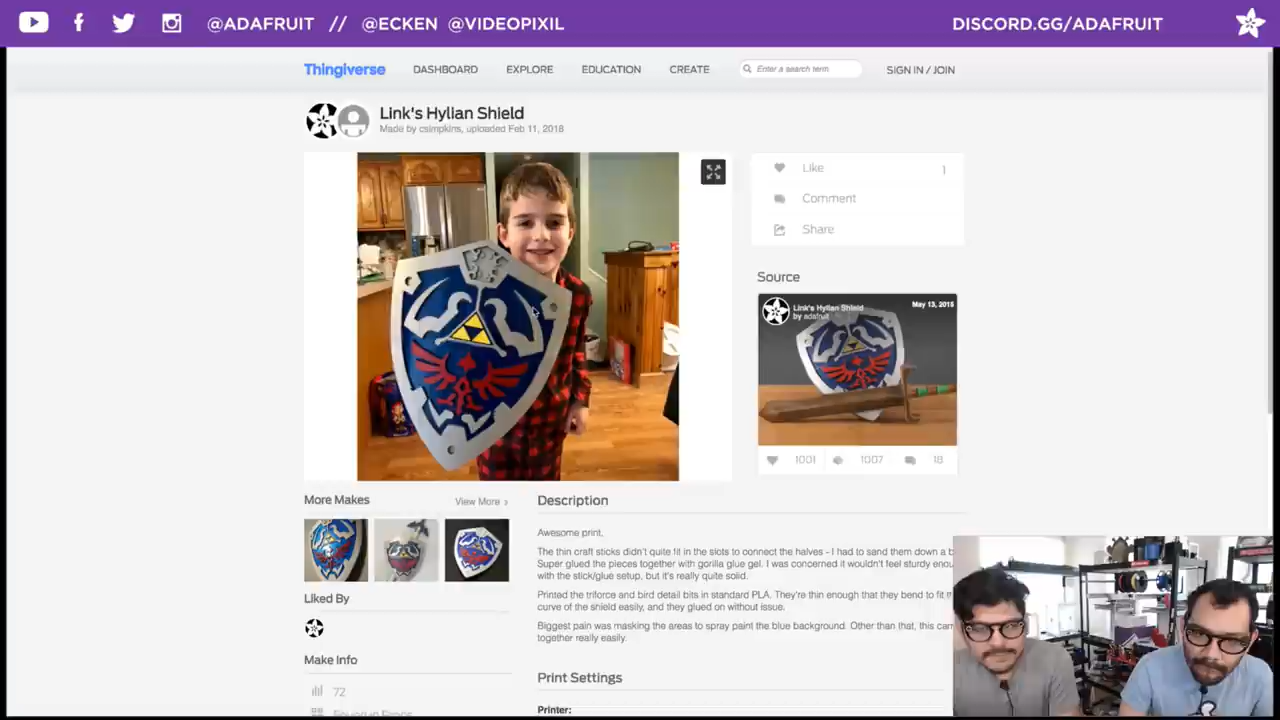 @ADAFRUIT // @ECKEN @VIDEOPIXIL
DISCORD.GG/ADAFRUIT
Thingiverse
DASHBOARD
EXPLORE
EDUCATION
CREATE
Enter a search term
SIGN IN / JOIN
Link's Hylian Shield
Made by csimpkins, uploaded Feb 11, 2018
Like
1
Comment
Share
Source
Link's Hylian Shield
by adafruit
May 13, 2015
1001
1007
18
More Makes
View More >
Liked By
Make Info
72
Description
Awesome print,
The thin craft sticks didn't quite fit in the slots to connect the halves - I had to sand them down a b
Super glued the pieces together with gorilla glue gel. I was concerned it wouldn't feel sturdy enou
with the stick/glue setup, but it's really quite solid.
Printed the triforce and bird detail bits in standard PLA. They're thin enough that they bend to fit th
curve of the shield easily, and they glued on without issue.
Biggest pain was masking the areas to spray paint the blue background. Other than that, this cam
together really easily.
Print Settings
Printer: